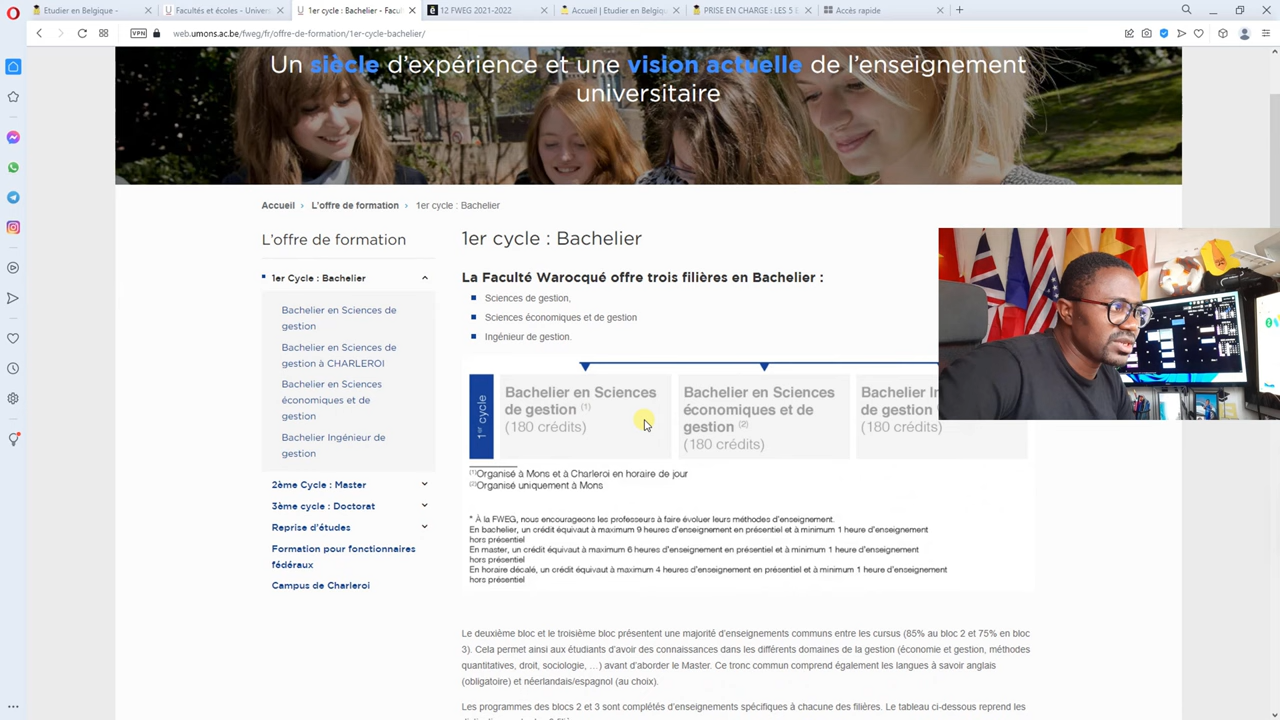 Etudier en Belgique -
Facultés et écoles - Univers
1er cycle : Bachelier - Facul
12 FWEG 2021-2022
Accueil | Etudier en Belgiqu
PRISE EN CHARGE : LES 5 E
Accès rapide
VPN
web.umons.ac.be/fweg/fr/offre-de-formation/1er-cycle-bachelier/
Un siècle d'expérience et une vision actuelle de l'enseignement
universitaire
Accueil › L'offre de formation › 1er cycle : Bachelier
L'offre de formation
1er Cycle : Bachelier
Bachelier en Sciences de
gestion
Bachelier en Sciences de
gestion à CHARLEROI
Bachelier en Sciences
économiques et de
gestion
Bachelier Ingénieur de
gestion
2ème Cycle : Master
3ème cycle : Doctorat
Reprise d'études
Formation pour fonctionnaires
fédéraux
Campus de Charleroi
1er cycle : Bachelier
La Faculté Warocqué offre trois filières en Bachelier :
Sciences de gestion,
Sciences économiques et de gestion
Ingénieur de gestion.
1er cycle
Bachelier en Sciences
de gestion (1)
(180 crédits)
Bachelier en Sciences
économiques et de
gestion (2)
(180 crédits)
Bachelier
de gestion
(180 crédits)
(1)Organisé à Mons et à Charleroi en horaire de jour
(2)Organisé uniquement à Mons
* À la FWEG, nous encourageons les professeurs à faire évoluer leurs méthodes d'enseignement.
En bachelier, un crédit équivaut à maximum 9 heures d'enseignement en présentiel et à minimum 1 heure d'enseignement
hors présentiel
En master, un crédit équivaut à maximum 6 heures d'enseignement en présentiel et à minimum 1 heure d'enseignement
hors présentiel
En horaire décalé, un crédit équivaut à maximum 4 heures d'enseignement en présentiel et à minimum 1 heure d'enseignement
hors présentiel
Le deuxième bloc et le troisième bloc présentent une majorité d'enseignements communs entre les cursus (85% au bloc 2 et 75% en bloc
3). Cela permet ainsi aux étudiants d'avoir des connaissances dans les différents domaines de la gestion (économie et gestion, méthodes
quantitatives, droit, sociologie, ...) avant d'aborder le Master. Ce tronc commun comprend également les langues à savoir anglais
(obligatoire) et néerlandais/espagnol (au choix).
Les programmes des blocs 2 et 3 sont complétés d'enseignements spécifiques à chacune des filières. Le tableau ci-dessous reprend les